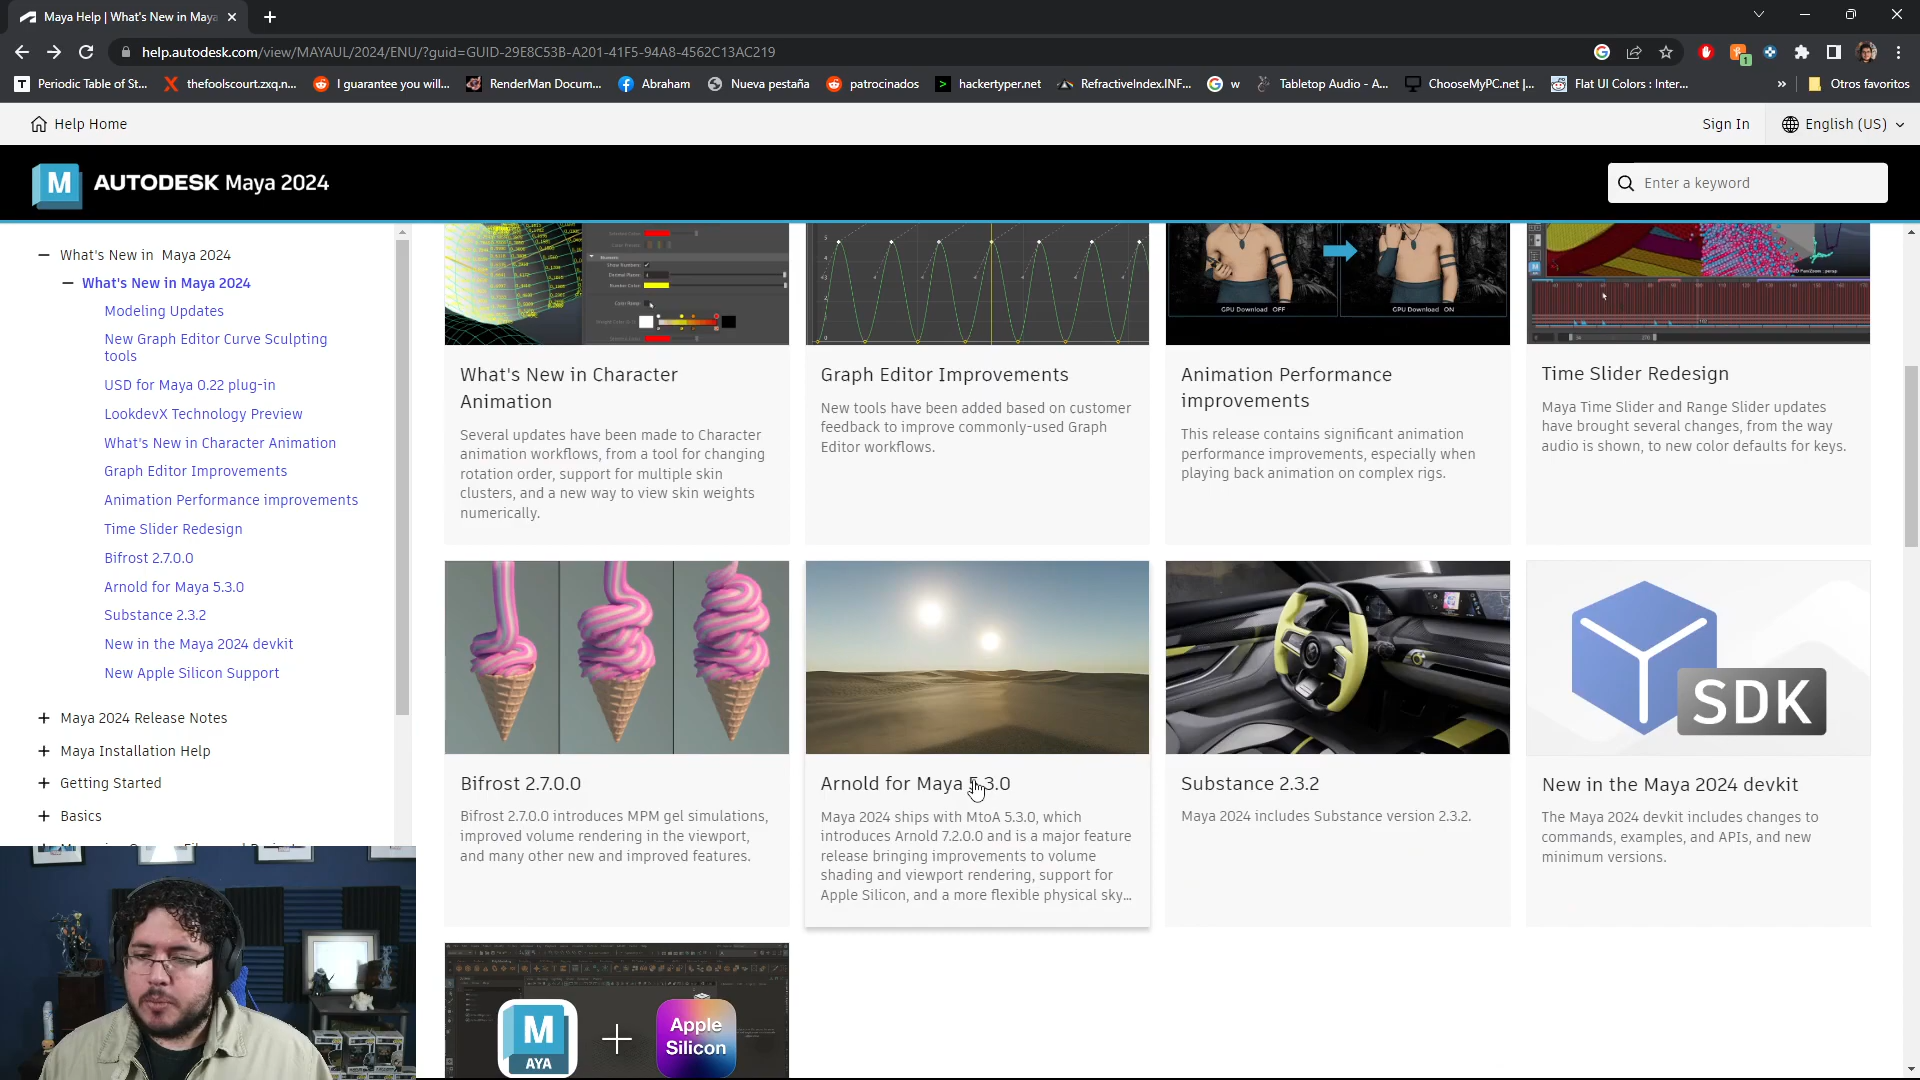 Maya Help | What's New in Maya
help.autodesk.com/view/MAYAUL/2024/ENU/?guid=GUID-29E8C53B-A201-41F5-94A8-4562C13AC219
1
T Periodic Table of St...
thefoolscourt.zxq.n...
I guarantee you will...
RenderMan Docum...
Abraham
Nueva pestaña
patrocinados
hackertyper.net
RefractiveIndex.INF...
w
Tabletop Audio - A...
ChooseMyPC.net |...
Flat UI Colors : Inter...
»
Otros favoritos
Help Home
Sign In
English (US)
M AUTODESK Maya 2024
Enter a keyword
What's New in Maya 2024
What's New in Maya 2024
Modeling Updates
New Graph Editor Curve Sculpting
tools
USD for Maya 0.22 plug-in
LookdevX Technology Preview
What's New in Character Animation
Graph Editor Improvements
Animation Performance improvements
Time Slider Redesign
Bifrost 2.7.0.0
Arnold for Maya 5.3.0
Substance 2.3.2
New in the Maya 2024 devkit
New Apple Silicon Support
Maya 2024 Release Notes
Maya Installation Help
Getting Started
Basics
GPU Download OFF
GPU Download ON
What's New in Character
Animation
Several updates have been made to Character
animation workflows, from a tool for changing
rotation order, support for multiple skin
clusters, and a new way to view skin weights
numerically.
Graph Editor Improvements
New tools have been added based on customer
feedback to improve commonly-used Graph
Editor workflows.
Animation Performance
improvements
This release contains significant animation
performance improvements, especially when
playing back animation on complex rigs.
Time Slider Redesign
Maya Time Slider and Range Slider updates
have brought several changes, from the way
audio is shown, to new color defaults for keys.
SDK
Bifrost 2.7.0.0
Bifrost 2.7.0.0 introduces MPM gel simulations,
improved volume rendering in the viewport,
and many other new and improved features.
Arnold for Maya 5.3.0
Maya 2024 ships with MtoA 5.3.0, which
introduces Arnold 7.2.0.0 and is a major feature
release bringing improvements to volume
shading and viewport rendering, support for
Apple Silicon, and a more flexible physical sky...
Substance 2.3.2
Maya 2024 includes Substance version 2.3.2.
New in the Maya 2024 devkit
The Maya 2024 devkit includes changes to
commands, examples, and APIs, and new
minimum versions.
M
AYA
+
Apple
Silicon